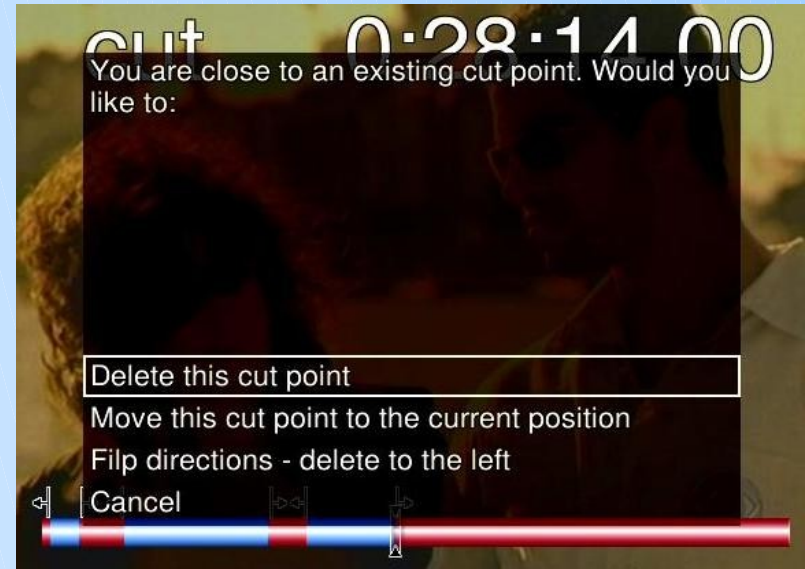 cut 0:28:14.00
You are close to an existing cut point. Would you
like to:
Delete this cut point
Move this cut point to the current position
Filp directions - delete to the left
Cancel